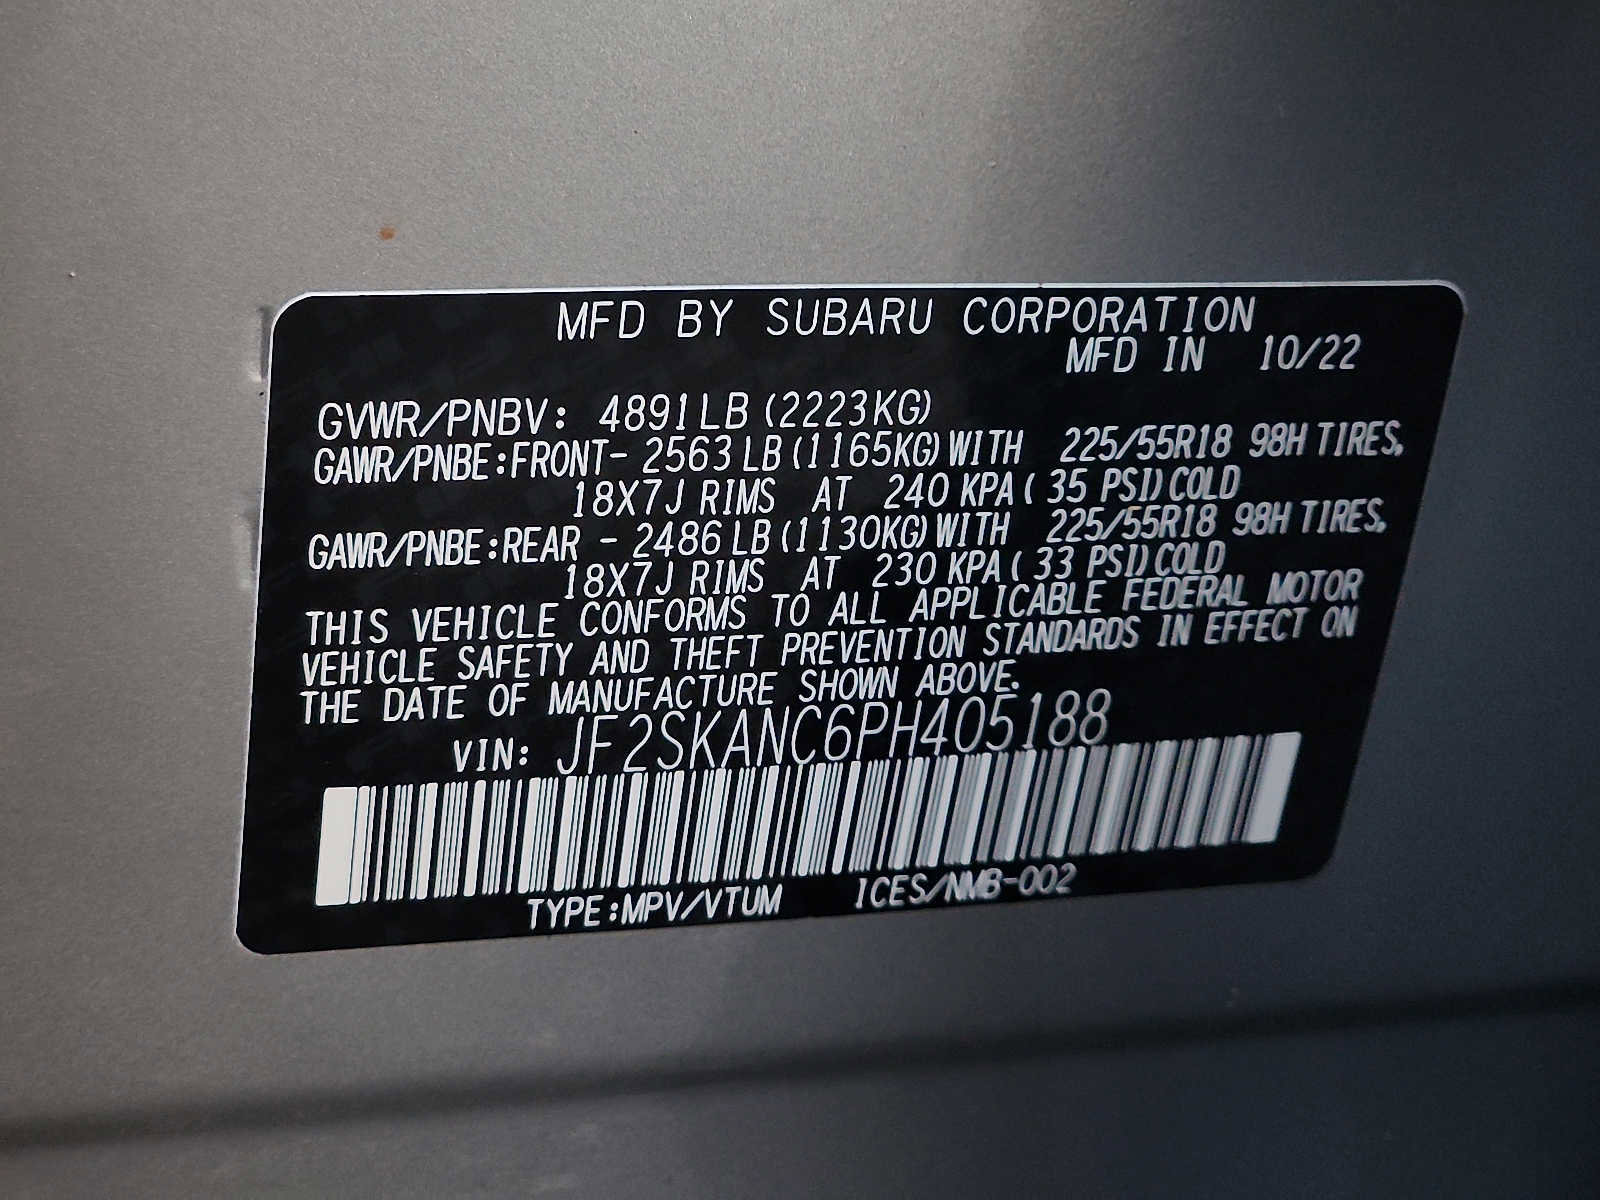 MFD BY SUBARU CORPORATION
MFD IN 10/22
GVWR/PNBV: 4891LB (2223KG)
GAWR/PNBE:FRONT- 2563LB (1165KG) WITH 225/55R18 98H TIRES,
18X7J RIMS AT 240 KPA ( 35 PSI) COLD
GAWR/PNBE:REAR - 2486LB (1130KG) WITH 225/55R18 98H TIRES,
18X7J RIMS AT 230 KPA ( 33 PSI) COLD
THIS VEHICLE CONFORMS TO ALL APPLICABLE FEDERAL MOTOR
VEHICLE SAFETY AND THEFT PREVENTION STANDARDS IN EFFECT ON
THE DATE OF MANUFACTURE SHOWN ABOVE.
VIN: JF2SKANC6PH405188
TYPE:MPV/VTUM ICES/NMB-002